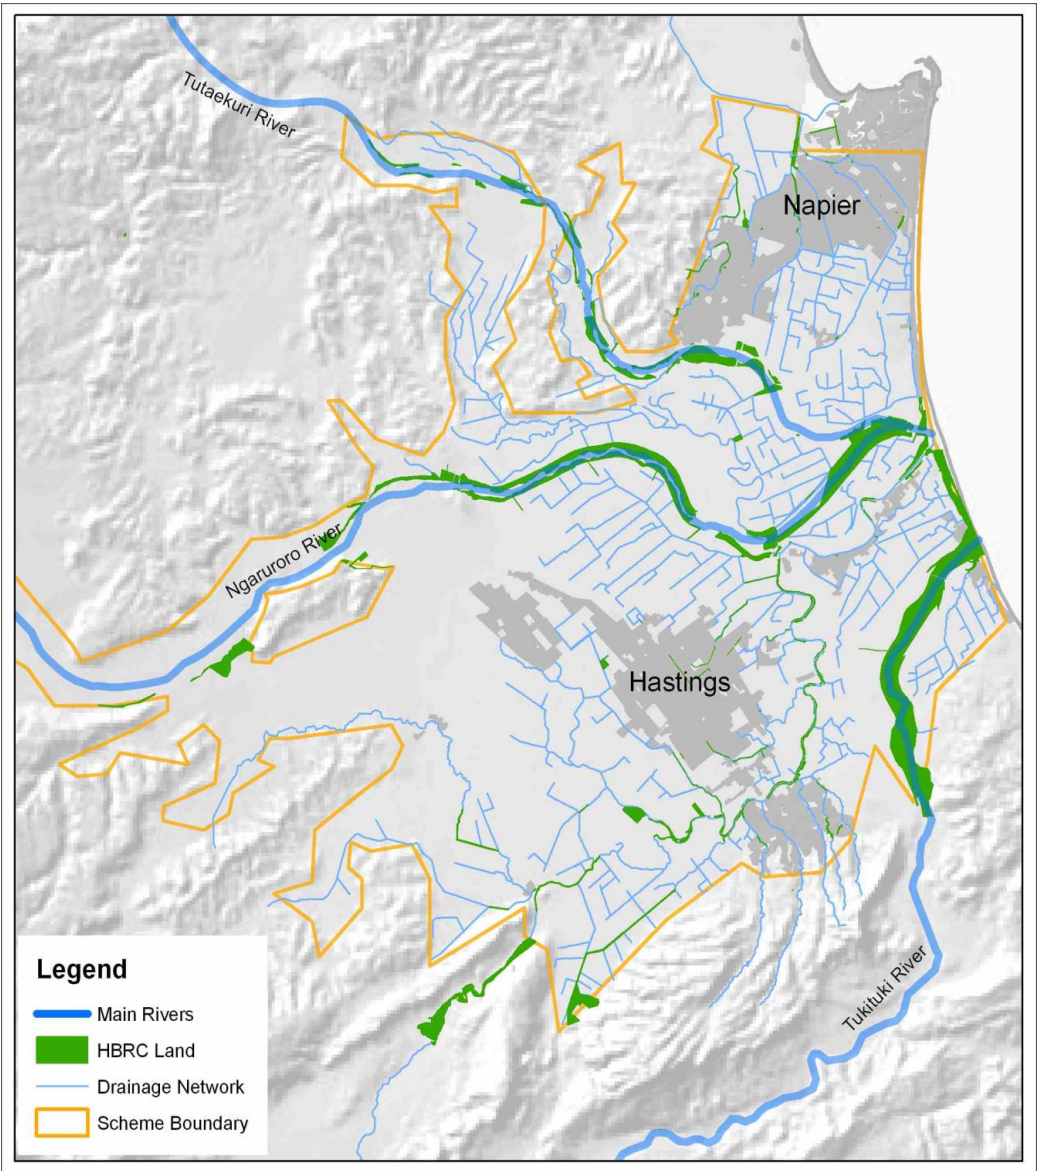 Tutaekuri River
Napier
Ngaruroro River
Hastings
Tukituki River
Legend
Main Rivers
HBRC Land
Drainage Network
Scheme Boundary